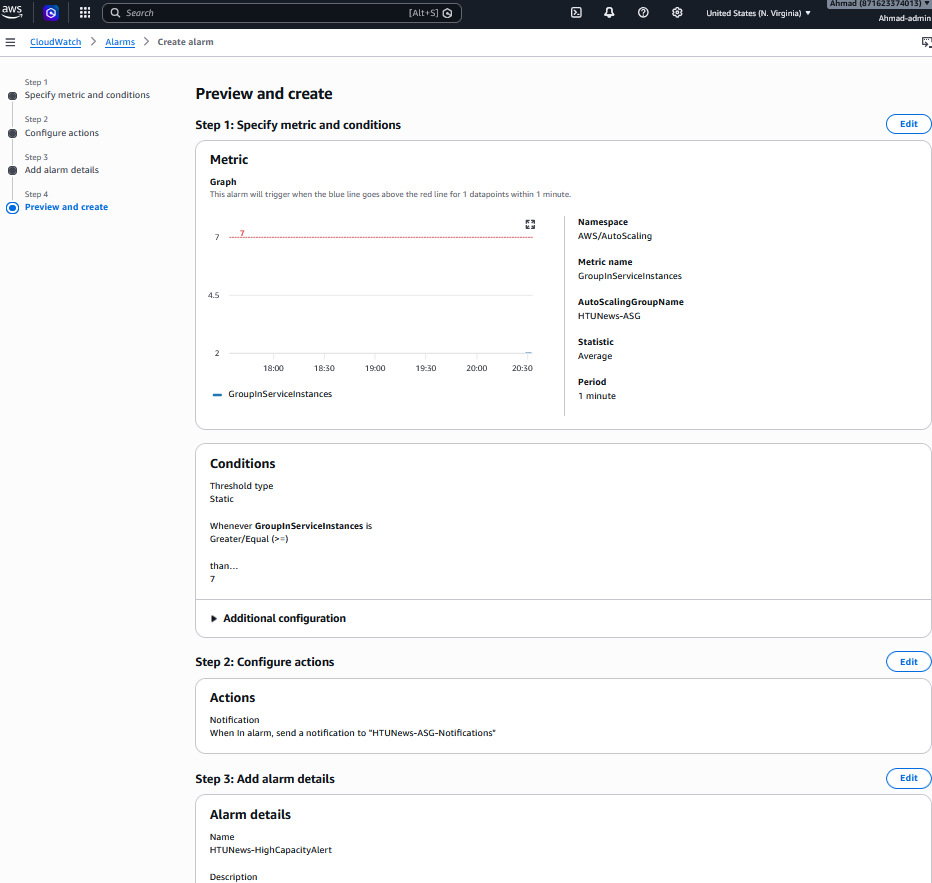 aws
Search
[Alt+S]
United States (N. Virginia)
Ahmad (871623374013)
Ahmad-admin
CloudWatch > Alarms > Create alarm
Step 1
Specify metric and conditions
Step 2
Configure actions
Step 3
Add alarm details
Step 4
Preview and create
Preview and create
Step 1: Specify metric and conditions
Edit
Metric
Graph
This alarm will trigger when the blue line goes above the red line for 1 datapoints within 1 minute.
7
7
4.5
2
18:00 18:30 19:00 19:30 20:00 20:30
GroupInServiceInstances
Namespace
AWS/AutoScaling
Metric name
GroupInServiceInstances
AutoScalingGroupName
HTUNews-ASG
Statistic
Average
Period
1 minute
Conditions
Threshold type
Static
Whenever GroupInServiceInstances is
Greater/Equal (>=)
than...
7
Additional configuration
Step 2: Configure actions
Edit
Actions
Notification
When In alarm, send a notification to "HTUNews-ASG-Notifications"
Step 3: Add alarm details
Edit
Alarm details
Name
HTUNews-HighCapacityAlert
Description